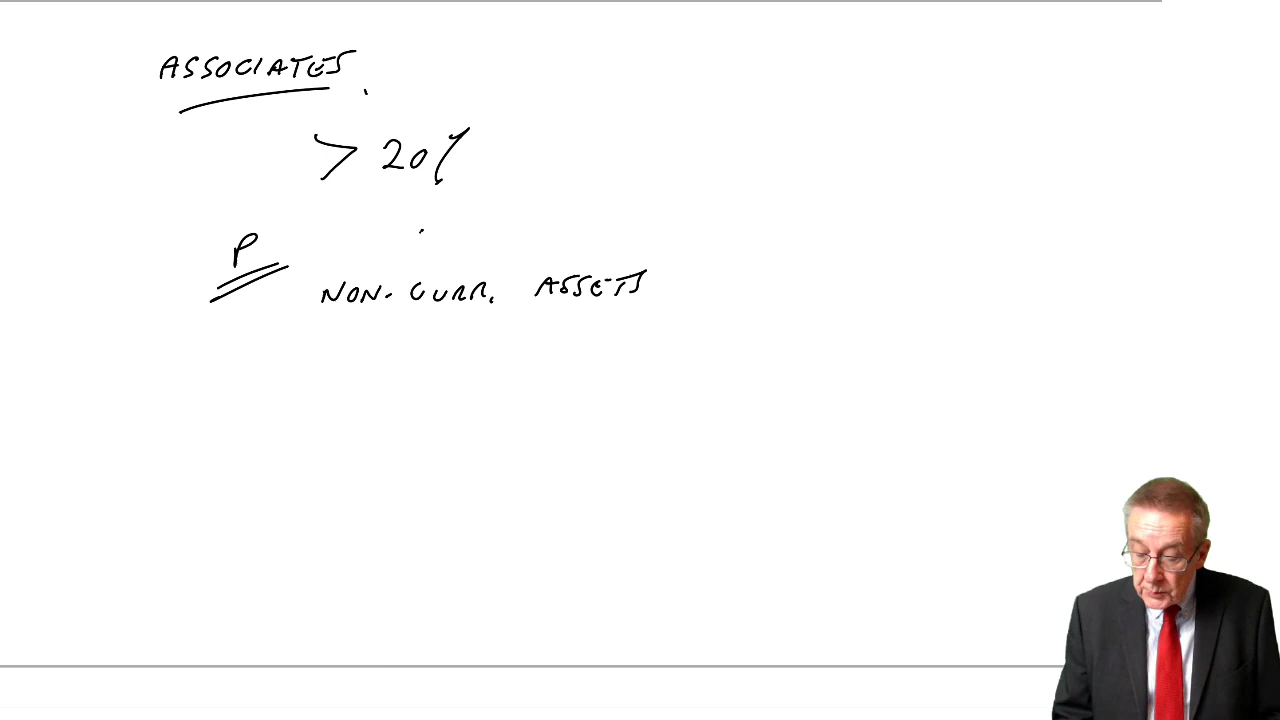 ASSOCIATES.
> 20%
P
NON-CURR. ASSETS